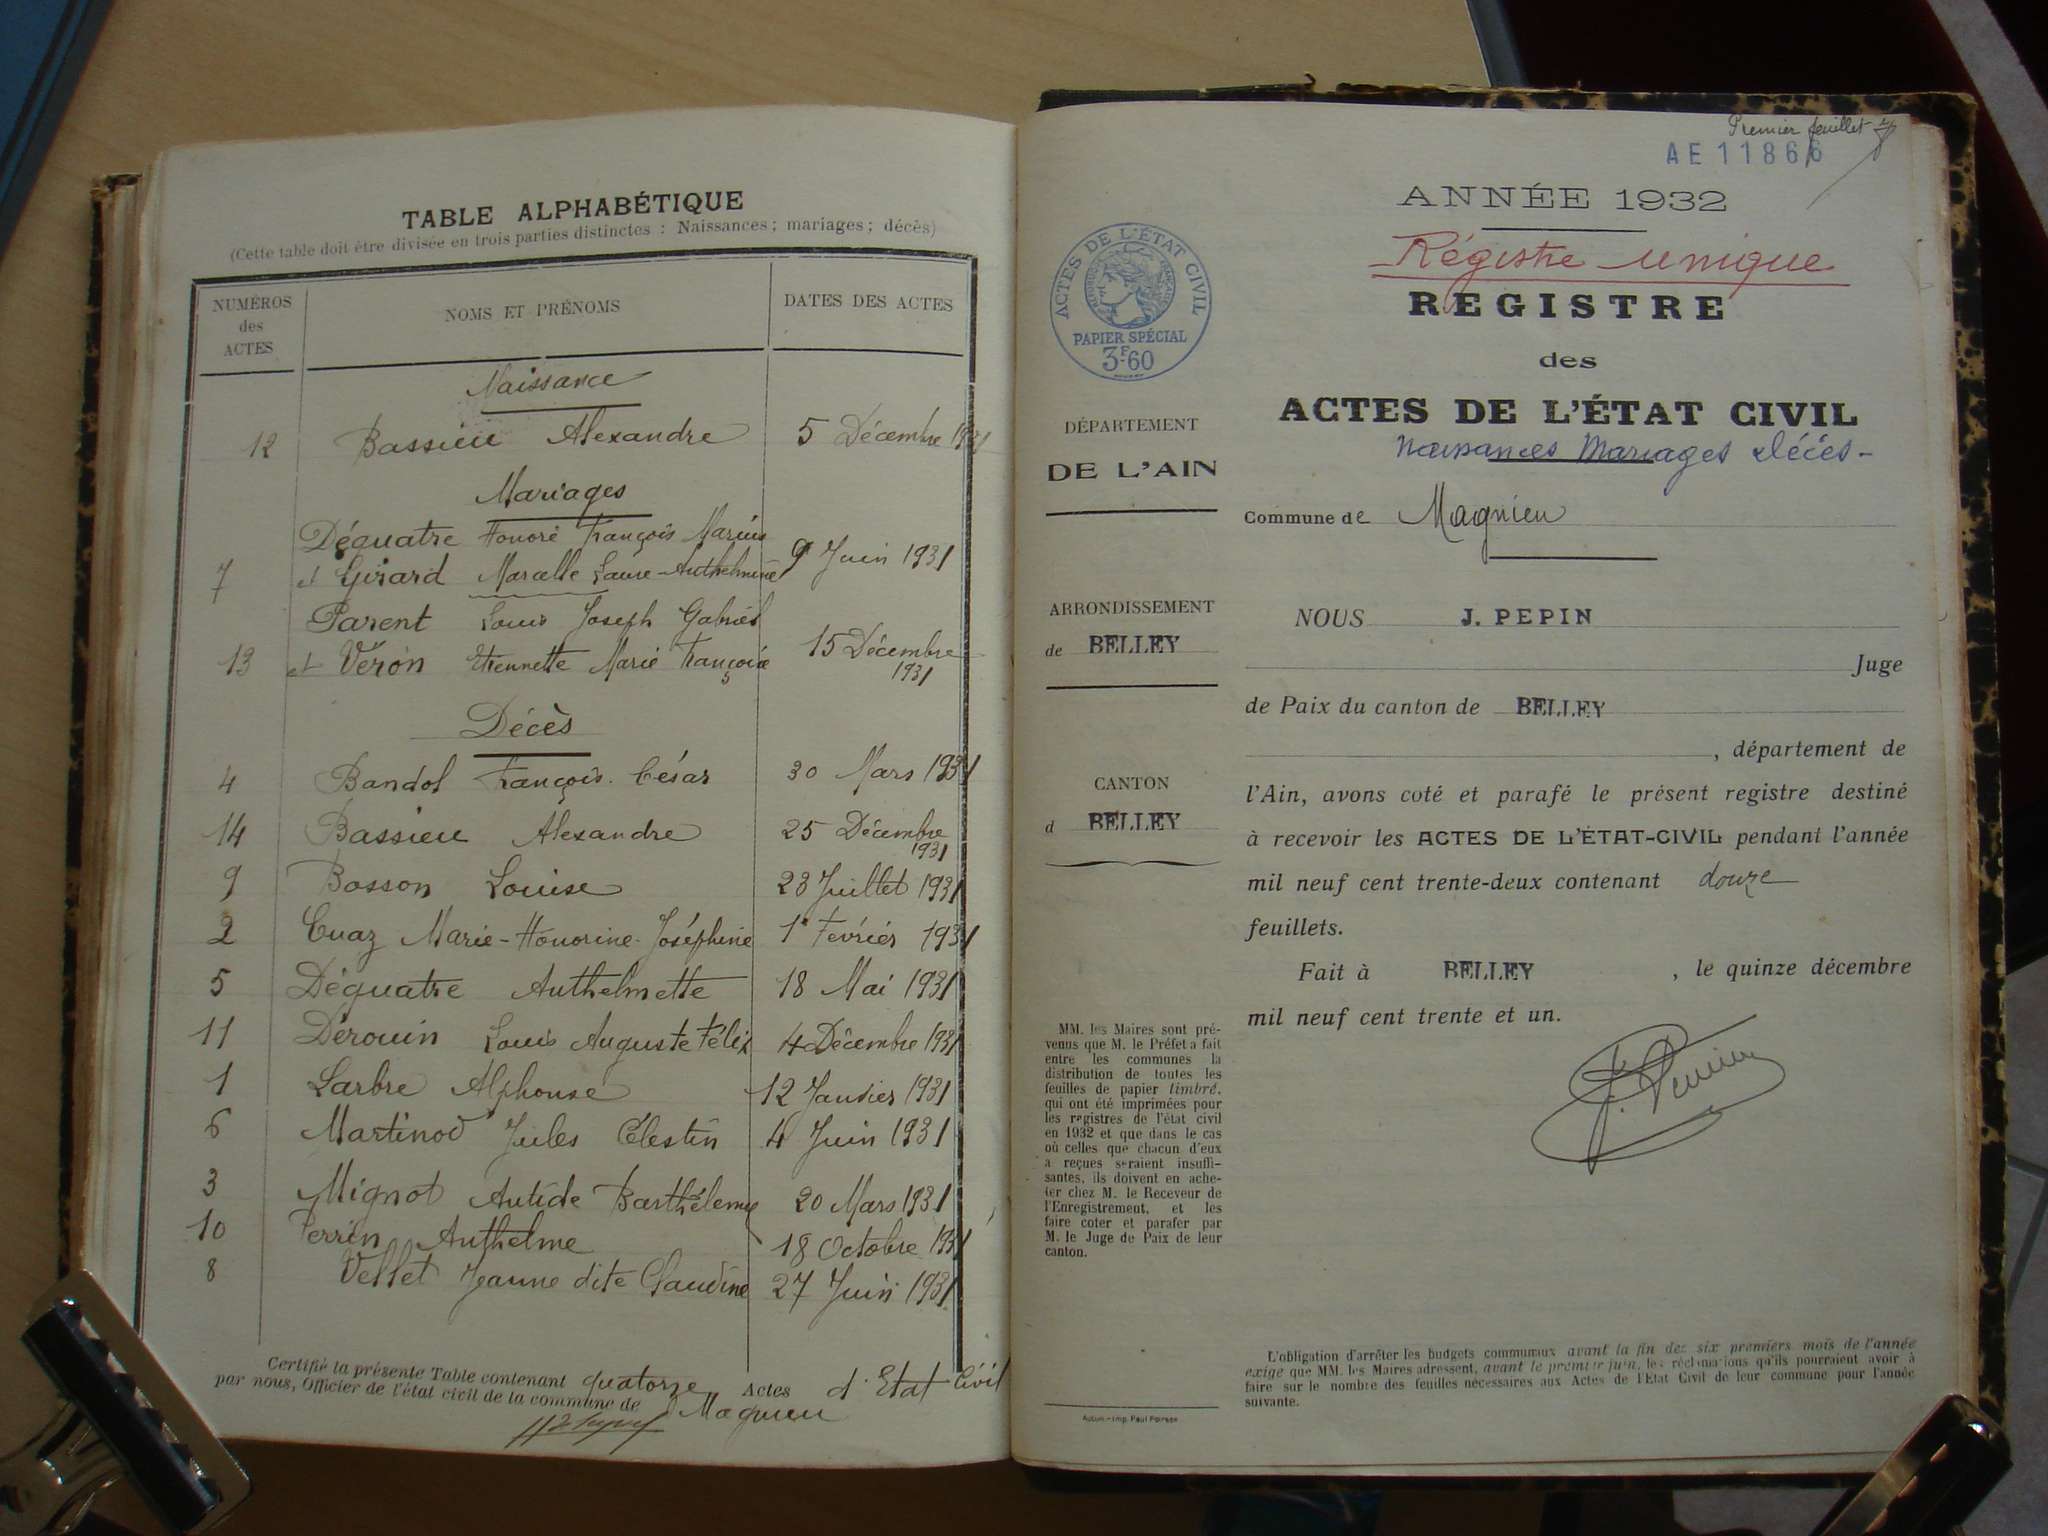 TABLE ALPHABÉTIQUE
(Cette table doit être divisée en trois parties distinctes : Naissances ; mariages ; décès)
NUMÉROS des ACTES NOMS ET PRÉNOMS DATES DES ACTES
Naissance
12 Bassieu Alexandre 5 Décembre 1931
Mariages
Déquatre Honoré François Marius
7 et Girard Marcelle Laure-Anthelmine 9 Juin 1931
Parent Louis Joseph Gabriel
13 et Véron Etiennette Marie Françoise 15 Décembre 1931
Décès
4 Bandol François César 30 Mars 1931
14 Bassieu Alexandre 25 Décembre 1931
9 Bosson Louise 28 Juillet 1931
2 Cuaz Marie-Honorine-Joséphine 1er Février 1931
5 Déquatre Anthelmette 18 Mai 1931
11 Dérouin Louis Auguste Félix 4 Décembre 1931
1 Larbre Alphonse 12 Janvier 1931
6 Martinod Jules Célestin 4 Juin 1931
3 Mignot Antide Barthélemy 20 Mars 1931
10 Perrin Anthelme 18 Octobre 1931
8 Vellet Jeanne dite Claudine 27 Juin 1931
Certifié la présente Table contenant quatorze Actes d'Etat Civil
par nous, Officier de l'état civil de la commune de Magnieu
Premier feuillet
AE 11866
ANNÉE 1932
Régistre unique
REGISTRE
des
ACTES DE L'ÉTAT CIVIL
Naissances Mariages Décès-
Commune de Magnieu
NOUS J. PEPIN
Juge
de Paix du canton de BELLEY
, département de
l'Ain, avons coté et parafé le présent registre destiné
à recevoir les ACTES DE L'ÉTAT-CIVIL pendant l'année
mil neuf cent trente-deux contenant douze
feuillets.
Fait à BELLEY , le quinze décembre
mil neuf cent trente et un.
J. Pepin
ACTES DE L'ÉTAT CIVIL
RÉPUBLIQUE FRANÇAISE
PAPIER SPÉCIAL
3F60
DÉPARTEMENT
DE L'AIN
ARRONDISSEMENT
de BELLEY
CANTON
d BELLEY
MM. les Maires sont pré-
venus que M. le Préfet a fait
entre les communes la
distribution de toutes les
feuilles de papier timbré,
qui ont été imprimées pour
les registres de l'état civil
en 1932 et que dans le cas
où celles que chacun d'eux
a reçues seraient insuffi-
santes, ils doivent en ache-
ter chez M. le Receveur de
l'Enregistrement, et les
faire coter et parafer par
M. le Juge de Paix de leur
canton.
L'obligation d'arrêter les budgets communaux avant la fin des six premiers mois de l'année
exige que MM. les Maires adressent, avant le premier juin, les réclamations qu'ils pourraient avoir à
faire sur le nombre des feuilles nécessaires aux Actes de l'Etat Civil de leur commune pour l'année
suivante.
Autun.-Imp. Paul Poirson